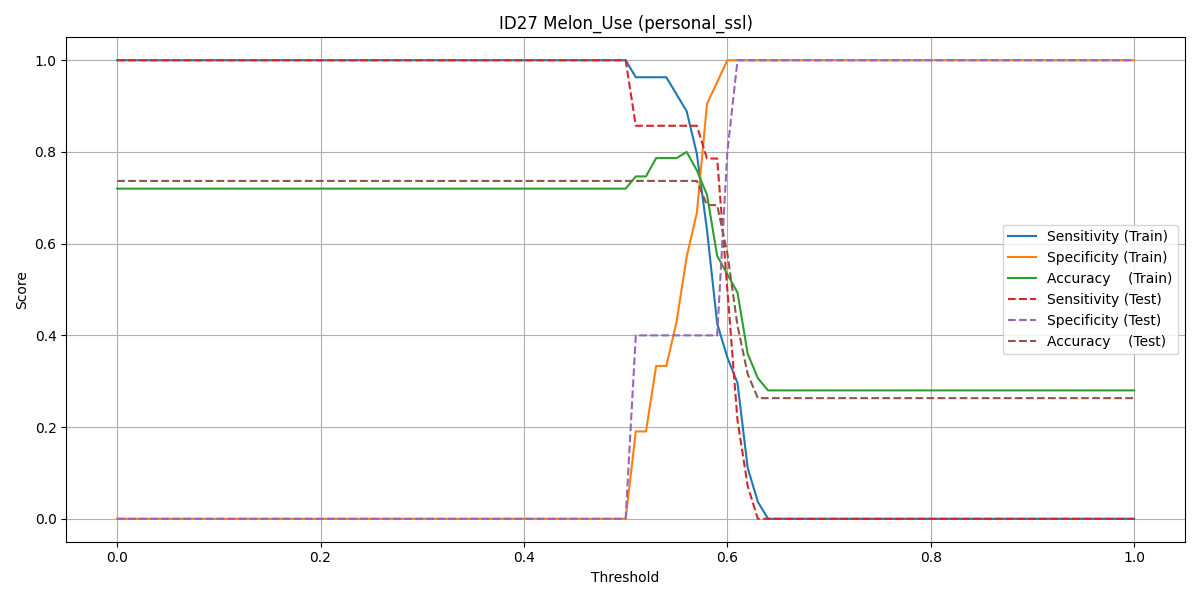 ID27 Melon_Use (personal_ssl)
Score
1.0
0.8
0.6
0.4
0.2
0.0
Sensitivity (Train)
Specificity (Train)
Accuracy    (Train)
Sensitivity (Test)
Specificity (Test)
Accuracy    (Test)
0.0 0.2 0.4 0.6 0.8 1.0
Threshold